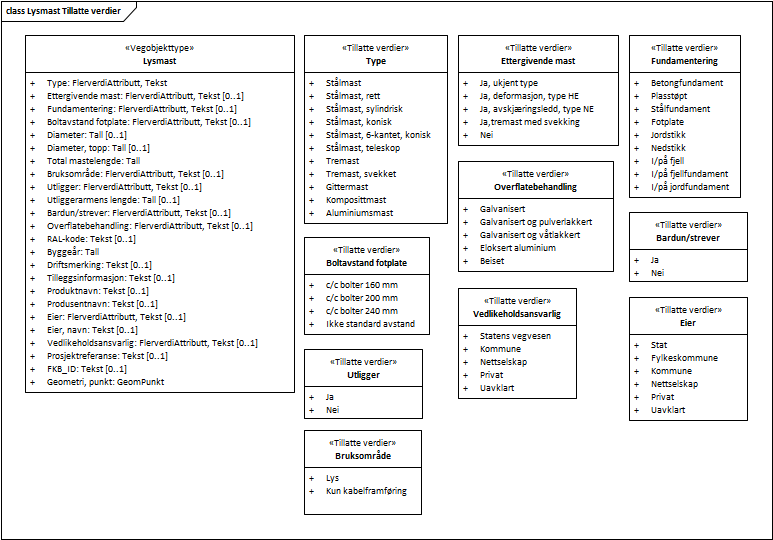 class Lysmast Tillatte verdier
«Vegobjekttype»
Lysmast
+ Type: FlerverdiAttributt, Tekst
+ Ettergivende mast: FlerverdiAttributt, Tekst [0..1]
+ Fundamentering: FlerverdiAttributt, Tekst [0..1]
+ Boltavstand fotplate: FlerverdiAttributt, Tekst [0..1]
+ Diameter: Tall [0..1]
+ Diameter, topp: Tall [0..1]
+ Total mastelengde: Tall
+ Bruksområde: FlerverdiAttributt, Tekst [0..1]
+ Utligger: FlerverdiAttributt, Tekst [0..1]
+ Utliggerarmens lengde: Tall [0..1]
+ Bardun/strever: FlerverdiAttributt, Tekst [0..1]
+ Overflatebehandling: FlerverdiAttributt, Tekst [0..1]
+ RAL-kode: Tekst [0..1]
+ Byggeår: Tall
+ Driftsmerking: Tekst [0..1]
+ Tilleggsinformasjon: Tekst [0..1]
+ Produktnavn: Tekst [0..1]
+ Produsentnavn: Tekst [0..1]
+ Eier: FlerverdiAttributt, Tekst [0..1]
+ Eier, navn: Tekst [0..1]
+ Vedlikeholdsansvarlig: FlerverdiAttributt, Tekst [0..1]
+ Prosjektreferanse: Tekst [0..1]
+ FKB_ID: Tekst [0..1]
+ Geometri, punkt: GeomPunkt
«Tillatte verdier»
Type
+ Stålmast
+ Stålmast, rett
+ Stålmast, sylindrisk
+ Stålmast, konisk
+ Stålmast, 6-kantet, konisk
+ Stålmast, teleskop
+ Tremast
+ Tremast, svekket
+ Gittermast
+ Komposittmast
+ Aluminiumsmast
«Tillatte verdier»
Boltavstand fotplate
+ c/c bolter 160 mm
+ c/c bolter 200 mm
+ c/c bolter 240 mm
+ Ikke standard avstand
«Tillatte verdier»
Utligger
+ Ja
+ Nei
«Tillatte verdier»
Bruksområde
+ Lys
+ Kun kabelframføring
«Tillatte verdier»
Ettergivende mast
+ Ja, ukjent type
+ Ja, deformasjon, type HE
+ Ja, avskjæringsledd, type NE
+ Ja,tremast med svekking
+ Nei
«Tillatte verdier»
Overflatebehandling
+ Galvanisert
+ Galvanisert og pulverlakkert
+ Galvanisert og våtlakkert
+ Eloksert aluminium
+ Beiset
«Tillatte verdier»
Vedlikeholdsansvarlig
+ Statens vegvesen
+ Kommune
+ Nettselskap
+ Privat
+ Uavklart
«Tillatte verdier»
Fundamentering
+ Betongfundament
+ Plasstøpt
+ Stålfundament
+ Fotplate
+ Jordstikk
+ Nedstikk
+ I/på fjell
+ I/på fjellfundament
+ I/på jordfundament
«Tillatte verdier»
Bardun/strever
+ Ja
+ Nei
«Tillatte verdier»
Eier
+ Stat
+ Fylkeskommune
+ Kommune
+ Nettselskap
+ Privat
+ Uavklart